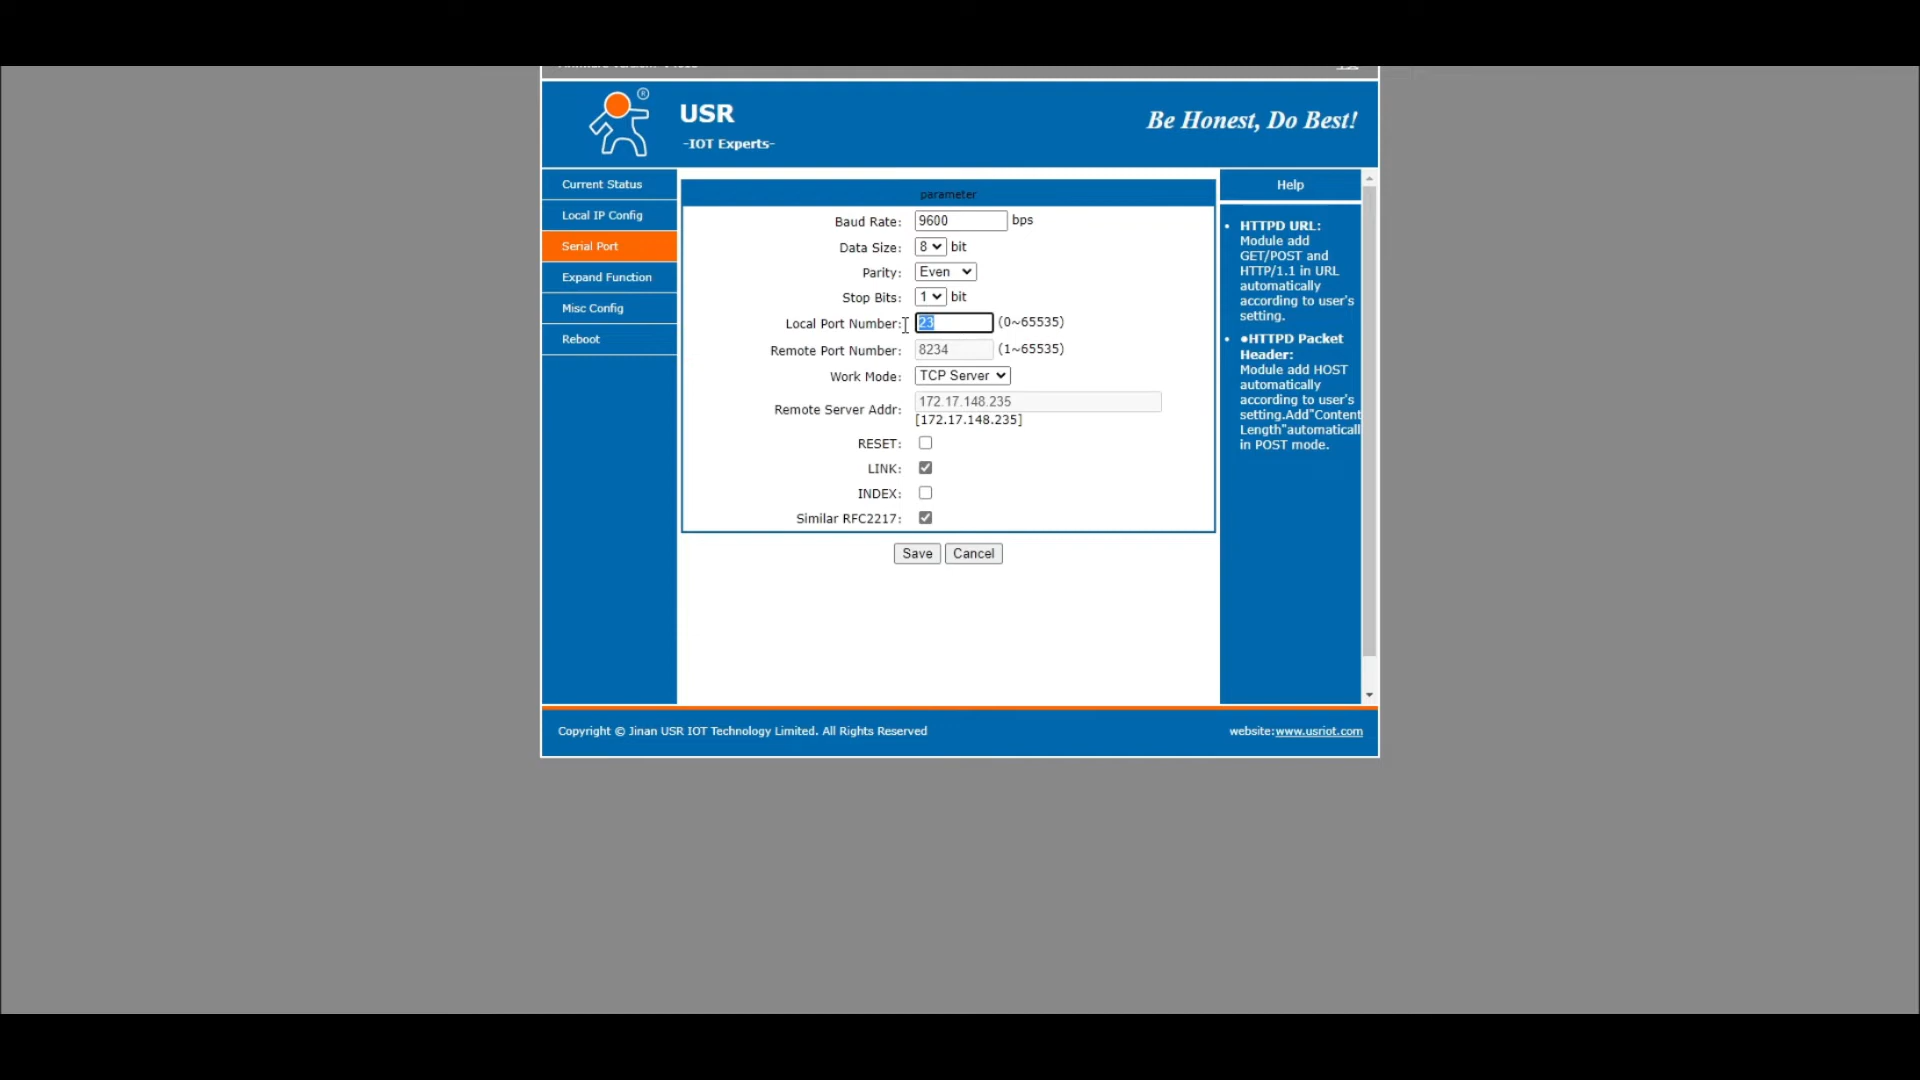 ®
USR
-IOT Experts-
Be Honest, Do Best!
Current Status
Local IP Config
Serial Port
Expand Function
Misc Config
Reboot
parameter
Baud Rate: 9600 bps
Data Size: 8 bit
Parity: Even
Stop Bits: 1 bit
Local Port Number: 23 (0~65535)
Remote Port Number: 8234 (1~65535)
Work Mode: TCP Server
Remote Server Addr: 172.17.148.235
[172.17.148.235]
RESET:
LINK:
INDEX:
Similar RFC2217:
Save Cancel
Help
• HTTPD URL:
Module add
GET/POST and
HTTP/1.1 in URL
automatically
according to user's
setting.
• ●HTTPD Packet
Header:
Module add HOST
automatically
according to user's
setting.Add"Content
Length"automaticall
in POST mode.
Copyright © Jinan USR IOT Technology Limited. All Rights Reserved
website:www.usriot.com